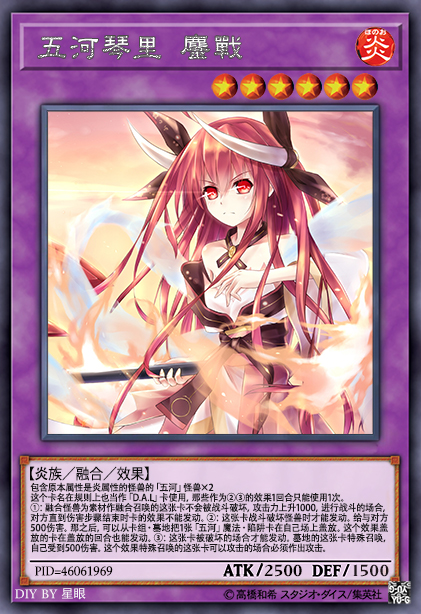 五河琴里 鏖戰
ほのお
炎
【炎族／融合／效果】
包含原本属性是炎属性的怪兽的「五河」怪兽×2
这个卡名在规则上也当作「D.A.L」卡使用，那些作为②③的效果1回合只能使用1次。
①：融合怪兽为素材作融合召唤的这张卡不会被战斗破坏，攻击力上升1000，进行战斗的场合，
对方直到伤害步骤结束时卡的效果不能发动。②：这张卡战斗破坏怪兽时才能发动。给与对方
500伤害。那之后，可以从卡组·墓地把1张「五河」魔法·陷阱卡在自己场上盖放。这个效果盖
放的卡在盖放的回合也能发动。③：这张卡被破坏的场合才能发动。墓地的这张卡特殊召唤，
自己受到500伤害。这个效果特殊召唤的这张卡可以攻击的场合必须作出攻击。
PID=46061969
ATK/2500 DEF/1500
DIY BY 星眼
©高橋和希 スタジオ・ダイス/集英社